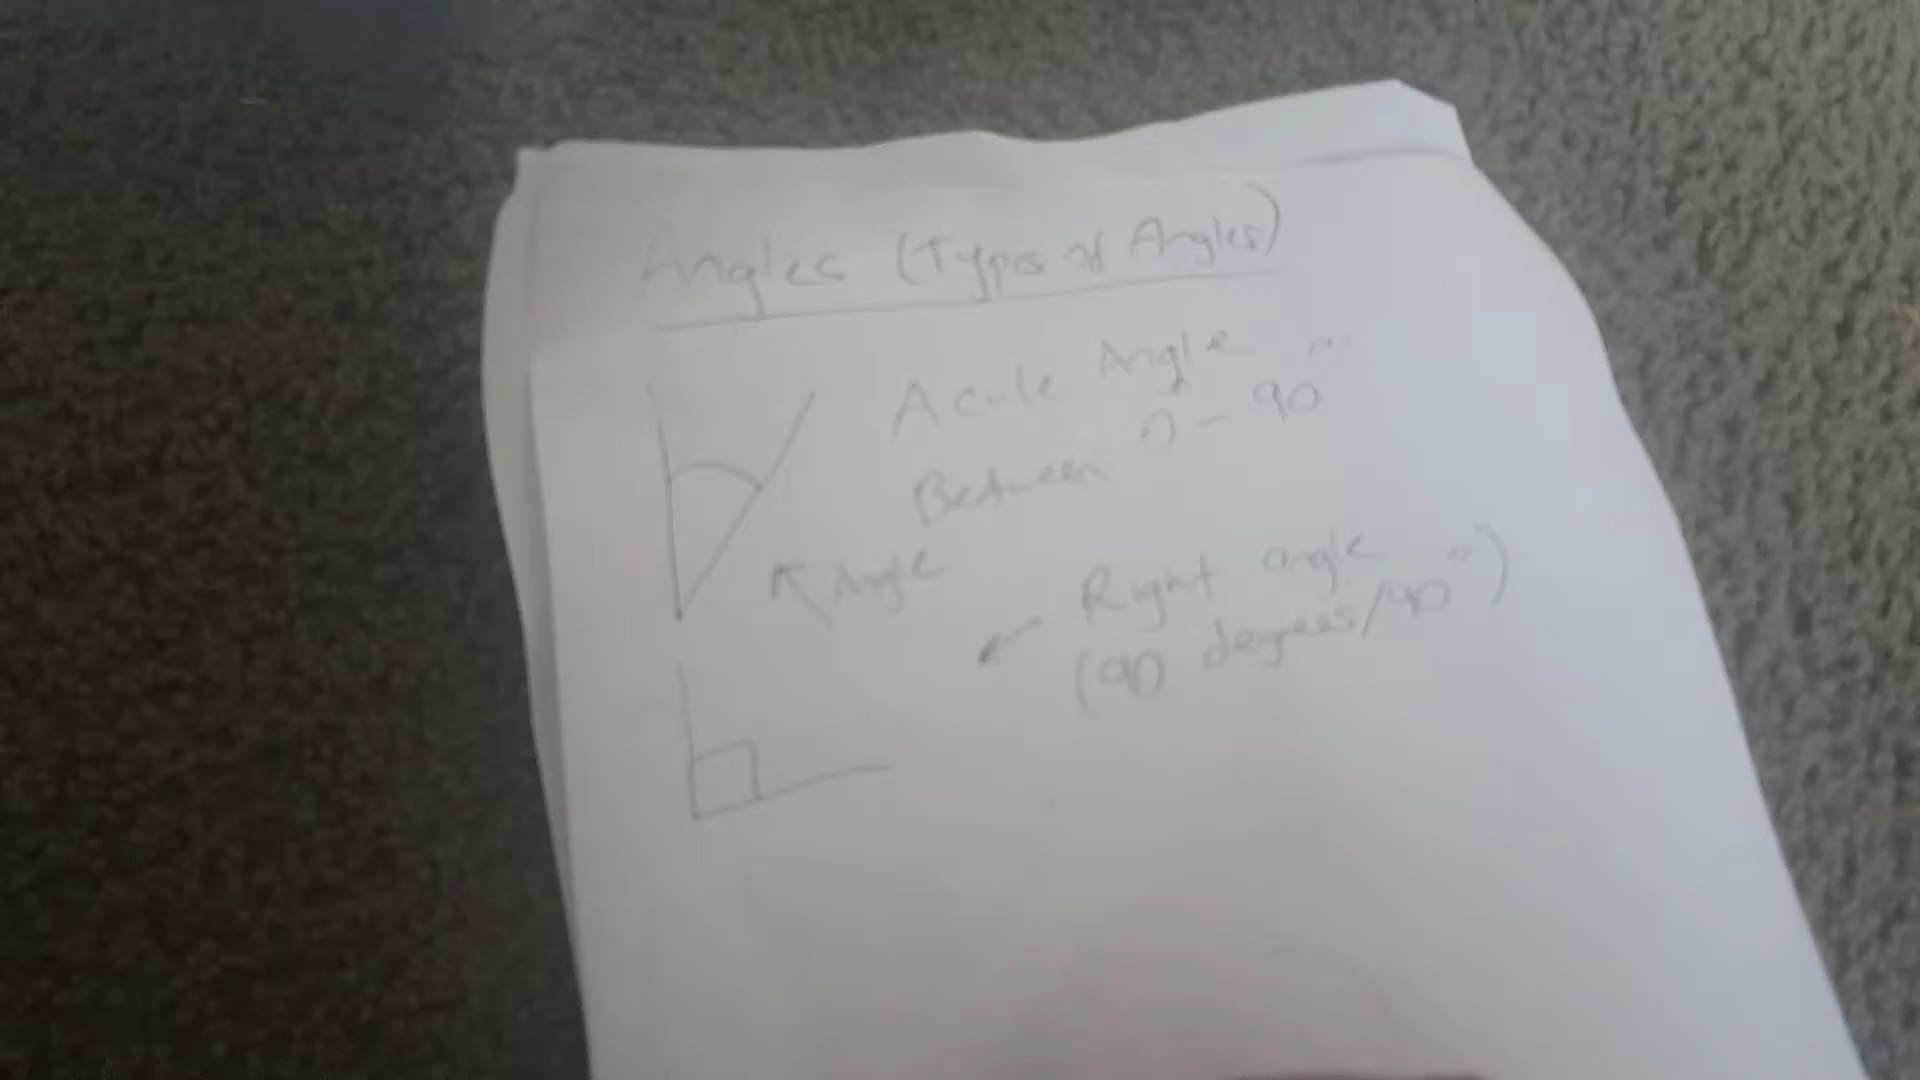 Angles (Types of Angles)
Acute Angle
Between 0 - 90°
↖ Angle
↙ Right angle
(90 degrees/90°)